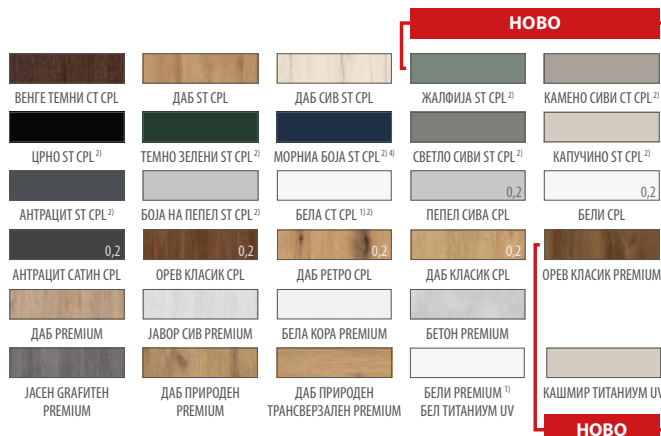 НОВО
ВЕНГЕ ТЕМНИ СТ CPL
ДАБ ST CPL
ДАБ СИВ ST CPL
ЖАЛФИЈА ST CPL 2)
КАМЕНО СИВИ СТ CPL 2)
ЦРНО ST CPL 2)
ТЕМНО ЗЕЛЕНИ ST CPL 2)
МОРНИА БОЈА ST CPL 2) 4)
СВЕТЛО СИВИ ST CPL 2)
КАПУЧИНО ST CPL 2)
0,2
0,2
АНТРАЦИТ ST CPL 2)
БОЈА НА ПЕПЕЛ ST CPL 2)
БЕЛА СТ CPL 1) 2)
ПЕПЕЛ СИВА CPL
БЕЛИ CPL
0,2
0,2
0,2
0,2
АНТРАЦИТ САТИН CPL
ОРЕВ КЛАСИК CPL
ДАБ РЕТРО CPL
ДАБ КЛАСИК CPL
ОРЕВ КЛАСИК PREMIUM
ДАБ PREMIUM
ЈАВОР СИВ PREMIUM
БЕЛА КОРА PREMIUM
БЕТОН PREMIUM
ЈАСЕН GRAFИТЕН
PREMIUM
ДАБ ПРИРОДЕН
PREMIUM
ДАБ ПРИРОДЕН
ТРАНСВЕРЗАЛЕН PREMIUM
БЕЛИ PREMIUM 1)
БЕЛ ТИТАНИУМ UV
КАШМИР ТИТАНИУМ UV
НОВО